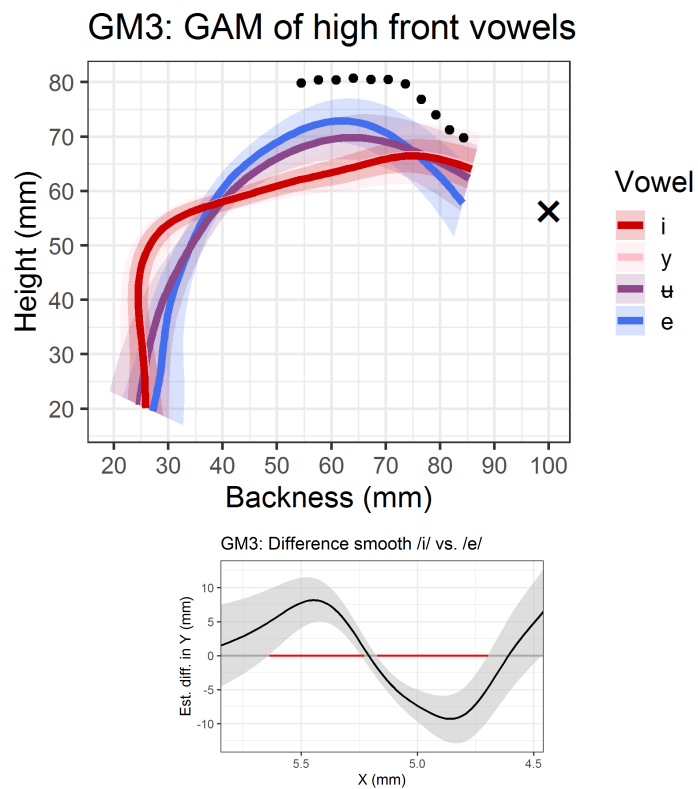 GM3: GAM of high front vowels
80
70
60
50
40
30
20
Height (mm)
20 30 40 50 60 70 80 90 100
Backness (mm)
Vowel
i
y
ʉ
e
GM3: Difference smooth /i/ vs. /e/
10
5
0
-5
-10
Est. diff. in Y (mm)
5.5 5.0 4.5
X (mm)